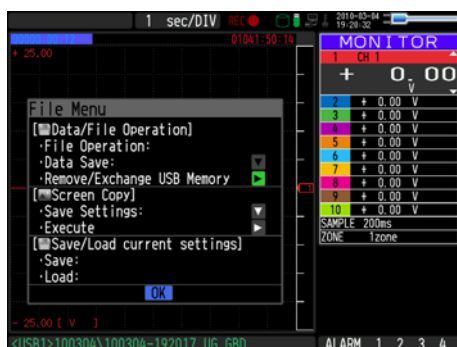 1 sec/DIV REC 2010-03-04 19:20:32
01041:50:14
+ 25.00
MONITOR
1 CH 1
+ 0.00
V
2 + 0.00 V
3 + 0.00 V
4 + 0.00 V
5 + 0.00 V
6 + 0.00 V
7 + 0.00 V
8 + 0.00 V
9 + 0.00 V
10 + 0.00 V
SAMPLE 200ms
ZONE 1zone
File Menu
[Data/File Operation]
·File Operation:
·Data Save:
·Remove/Exchange USB Memory
[Screen Copy]
·Save Settings:
·Execute
[Save/Load current settings]
·Save:
·Load:
OK
- 25.00 [ V ]
<USB1>100304\100304-192017_UG.GBD
ALARM 1 2 3 4